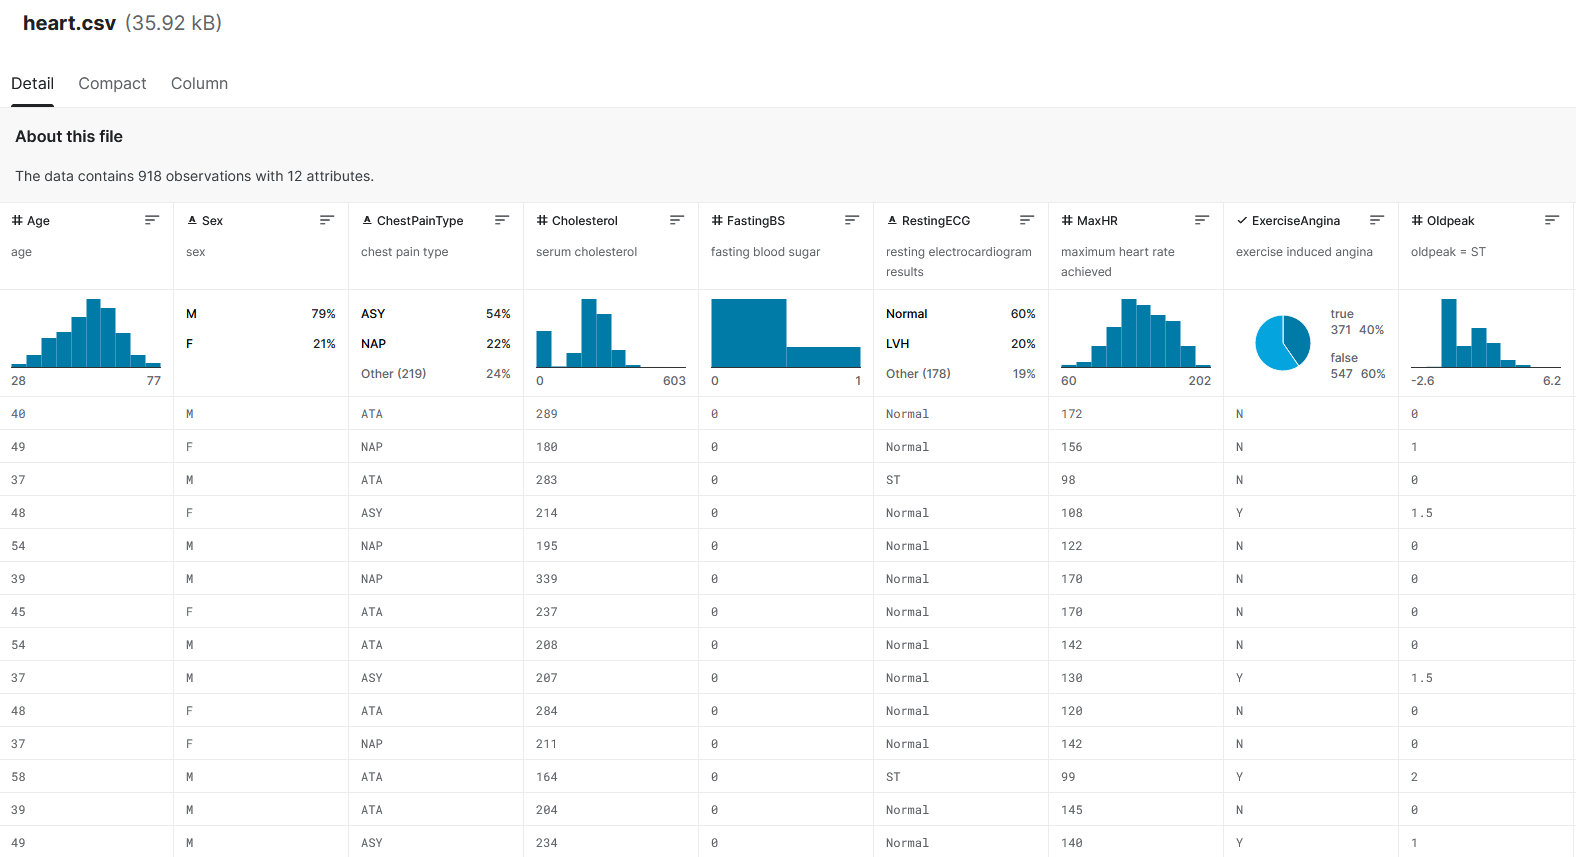 heart.csv (35.92 kB)
Detail Compact Column
About this file
The data contains 918 observations with 12 attributes.
# Age A Sex A ChestPainType # Cholesterol # FastingBS A RestingECG # MaxHR ✓ ExerciseAngina # Oldpeak
age sex chest pain type serum cholesterol fasting blood sugar resting electrocardiogram maximum heart rate exercise induced angina oldpeak = ST
results achieved
M 79% ASY 54% Normal 60% true
371 40%
F 21% NAP 22% LVH 20% false
Other (219) 24% Other (178) 19% 547 60%
28 77 0 603 0 1 60 202 -2.6 6.2
40 M ATA 289 0 Normal 172 N 0
49 F NAP 180 0 Normal 156 N 1
37 M ATA 283 0 ST 98 N 0
48 F ASY 214 0 Normal 108 Y 1.5
54 M NAP 195 0 Normal 122 N 0
39 M NAP 339 0 Normal 170 N 0
45 F ATA 237 0 Normal 170 N 0
54 M ATA 208 0 Normal 142 N 0
37 M ASY 207 0 Normal 130 Y 1.5
48 F ATA 284 0 Normal 120 N 0
37 F NAP 211 0 Normal 142 N 0
58 M ATA 164 0 ST 99 Y 2
39 M ATA 204 0 Normal 145 N 0
49 M ASY 234 0 Normal 140 Y 1